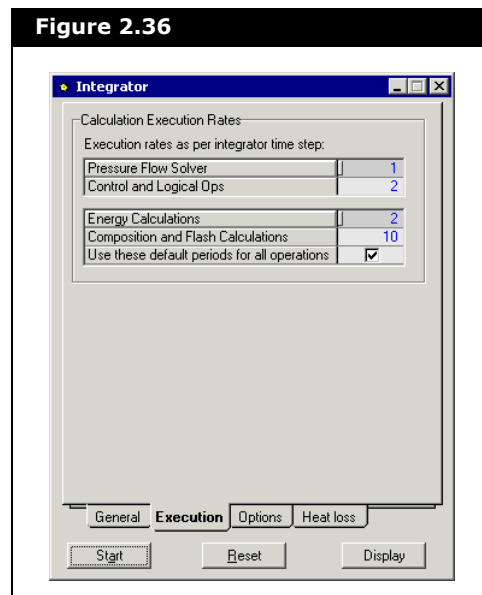 Figure 2.36
Integrator
Calculation Execution Rates
Execution rates as per integrator time step:
Pressure Flow Solver 1
Control and Logical Ops 2
Energy Calculations 2
Composition and Flash Calculations 10
Use these default periods for all operations
General Execution Options Heat loss
Start Reset Display